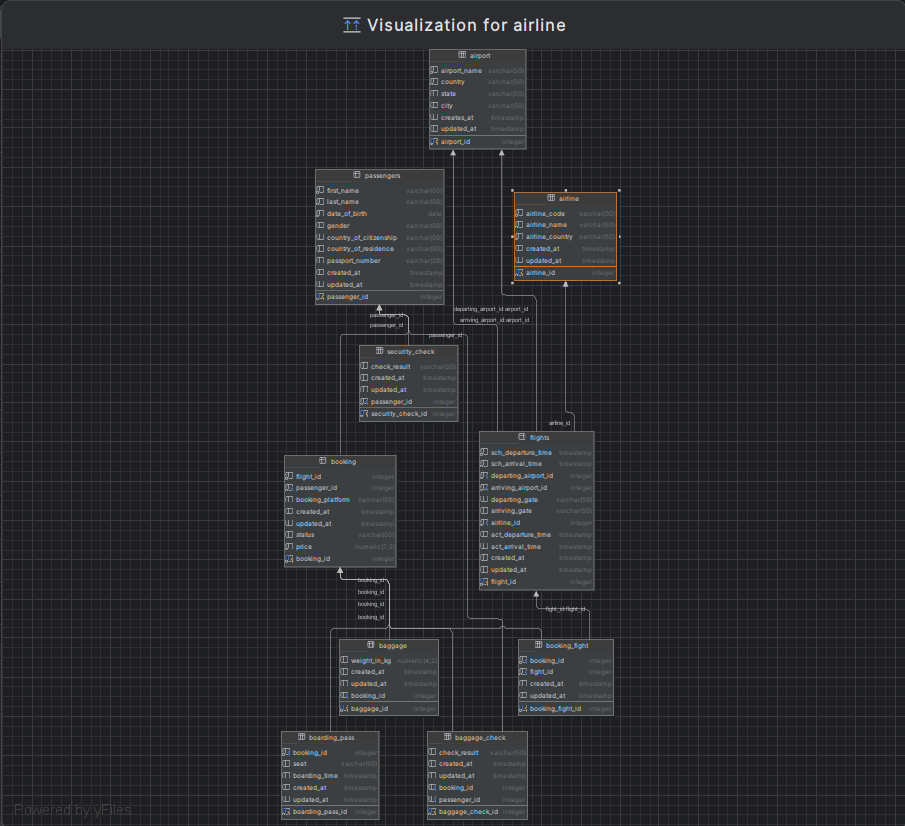 Visualization for airline
airport
airport_name varchar(50)
country varchar(50)
state varchar(50)
city varchar(50)
creates_at timestamp
updated_at timestamp
airport_id integer
passengers
first_name varchar(50)
last_name varchar(50)
date_of_birth date
gender varchar(50)
country_of_citizenship varchar(50)
country_of_residence varchar(50)
passport_number varchar(20)
created_at timestamp
updated_at timestamp
passenger_id integer
airline
airline_code varchar(30)
airline_name varchar(50)
airline_country varchar(50)
created_at timestamp
updated_at timestamp
airline_id integer
departing_airport_id:airport_id
arriving_airport_id:airport_id
passenger_id
passenger_id
passenger_id
security_check
check_result varchar(20)
created_at timestamp
updated_at timestamp
passenger_id integer
security_check_id integer
airline_id
flights
sch_departure_time timestamp
sch_arrival_time timestamp
departing_airport_id integer
arriving_airport_id integer
departing_gate varchar(50)
arriving_gate varchar(50)
airline_id integer
act_departure_time timestamp
act_arrival_time timestamp
created_at timestamp
updated_at timestamp
flight_id integer
booking
flight_id integer
passenger_id integer
booking_platform varchar(50)
created_at timestamp
updated_at timestamp
status varchar(50)
price numeric(7,2)
booking_id integer
booking_id
booking_id
booking_id
booking_id
fight_id:flight_id
baggage
weight_in_kg numeric(4,2)
created_at timestamp
updated_at timestamp
booking_id integer
baggage_id integer
booking_fight
booking_id integer
fight_id integer
created_at timestamp
updated_at timestamp
booking_fight_id integer
boarding_pass
booking_id integer
seat varchar(50)
boarding_time timestamp
created_at timestamp
updated_at timestamp
boarding_pass_id integer
baggage_check
check_result varchar(50)
created_at timestamp
updated_at timestamp
booking_id integer
passenger_id integer
baggage_check_id integer
Powered by yFiles